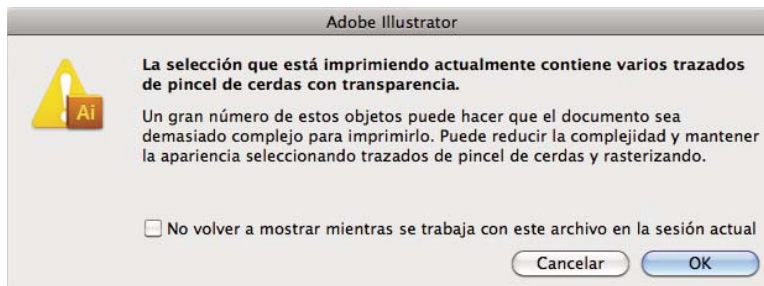 Adobe Illustrator
La selección que está imprimiendo actualmente contiene varios trazados
de pincel de cerdas con transparencia.
Un gran número de estos objetos puede hacer que el documento sea
demasiado complejo para imprimirlo. Puede reducir la complejidad y mantener
la apariencia seleccionando trazados de pincel de cerdas y rasterizando.
Ai
No volver a mostrar mientras se trabaja con este archivo en la sesión actual
Cancelar OK